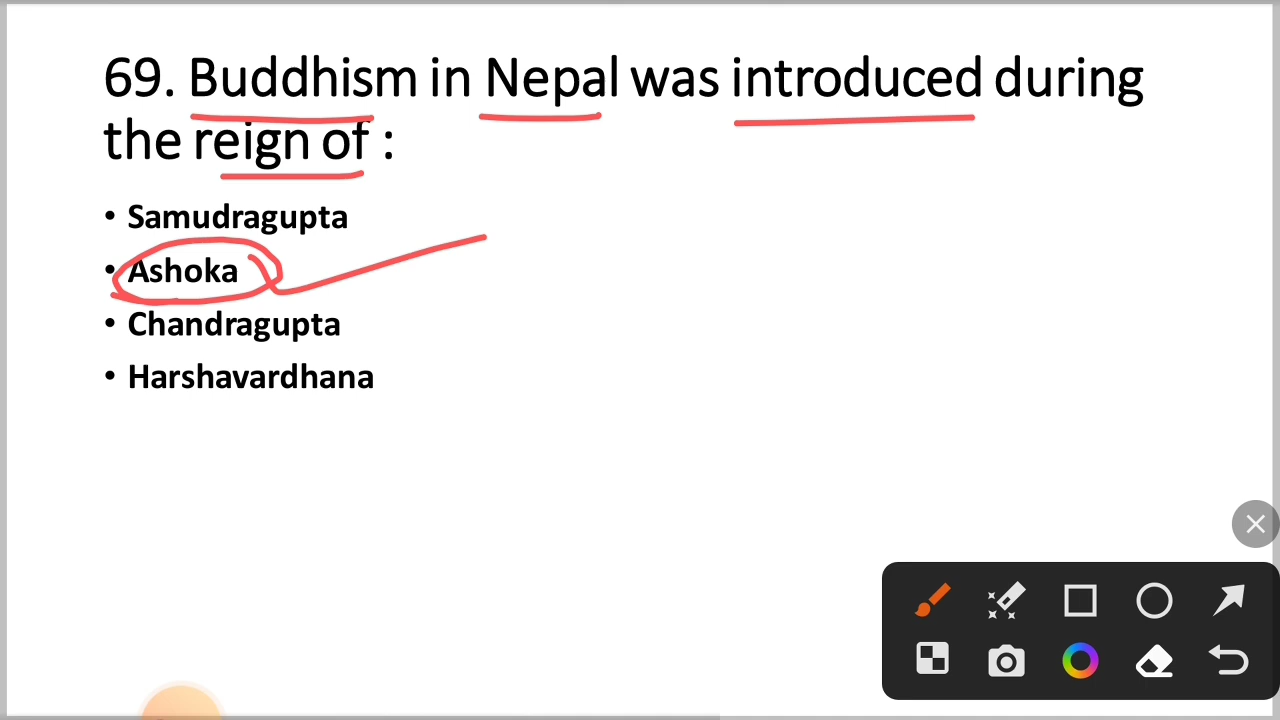 69. Buddhism in Nepal was introduced during
the reign of :
• Samudragupta
• Ashoka
• Chandragupta
• Harshavardhana